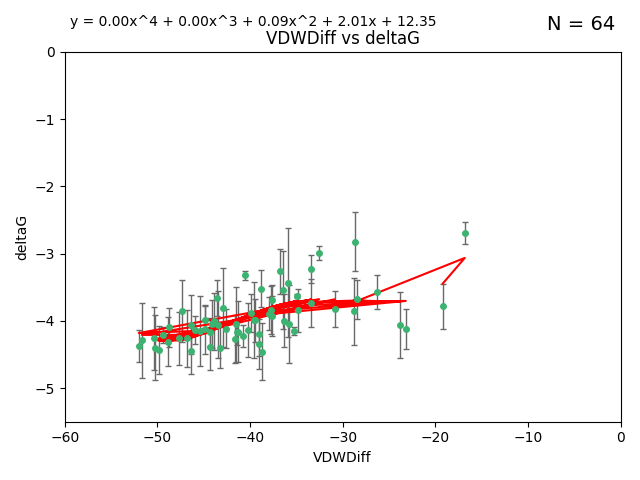 y = 0.00x^4 + 0.00x^3 + 0.09x^2 + 2.01x + 12.35
N = 64
VDWDiff vs deltaG
0
−1
−2
−3
−4
−5
deltaG
−60 −50 −40 −30 −20 −10 0
VDWDiff